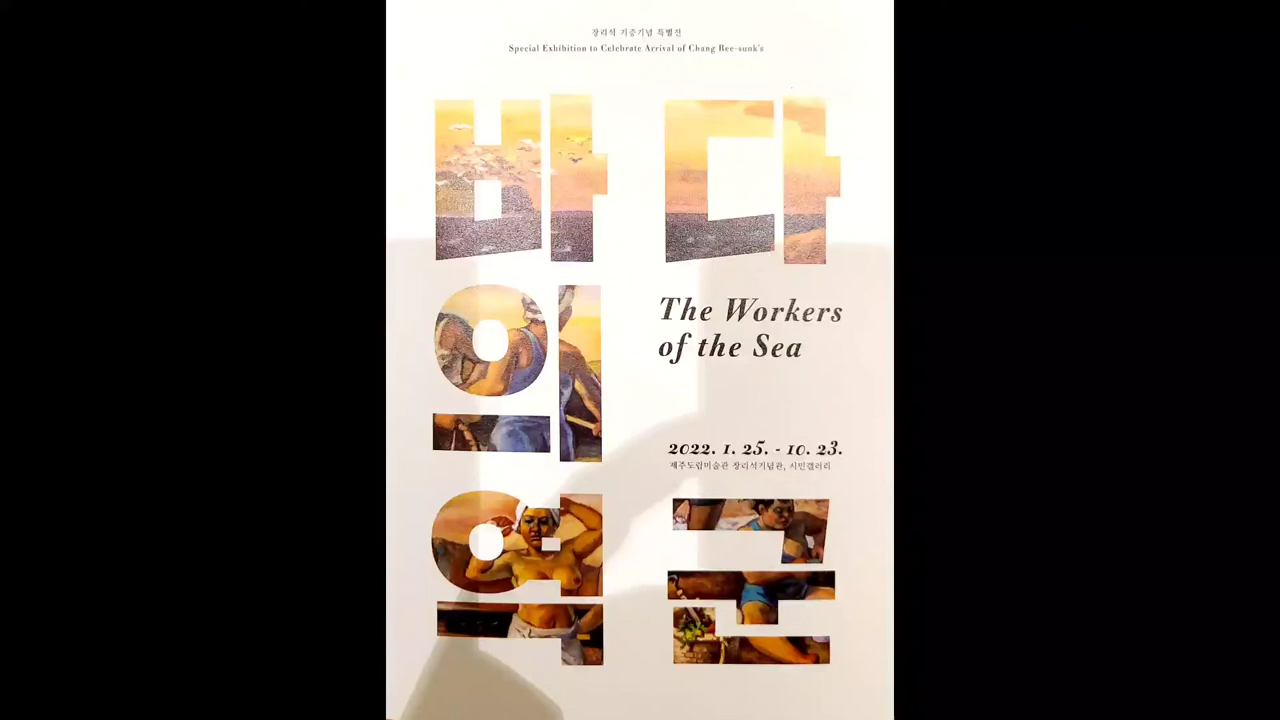 장리석 기증기념 특별전
Special Exhibition to Celebrate Arrival of Chang Ree-suok's
바다
The Workers
of the Sea
의
2022. 1. 25. - 10. 23.
제주도립미술관 장리석기념관, 시민갤러리
역군